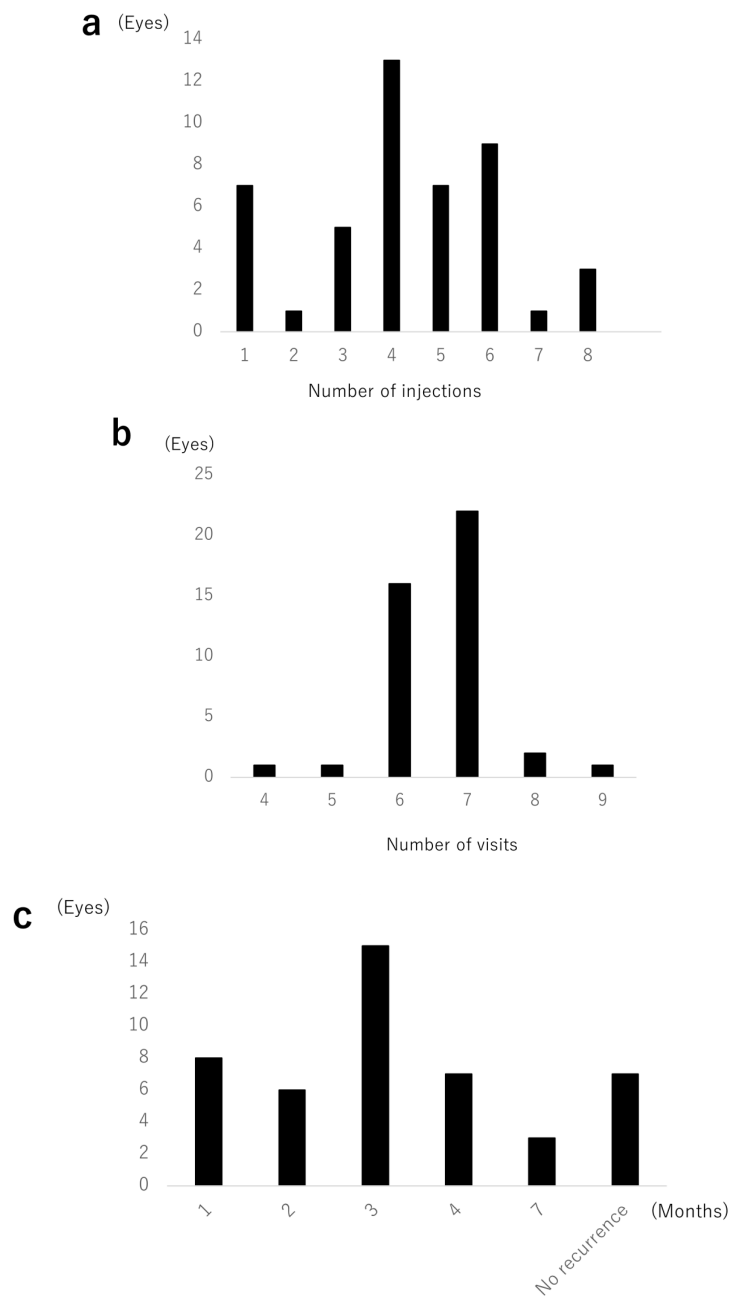 a (Eyes)
14
12
10
8
6
4
2
0
1 2 3 4 5 6 7 8
Number of injections
b (Eyes)
25
20
15
10
5
0
4 5 6 7 8 9
Number of visits
c (Eyes)
16
14
12
10
8
6
4
2
0
1 2 3 4 7 No recurrence (Months)